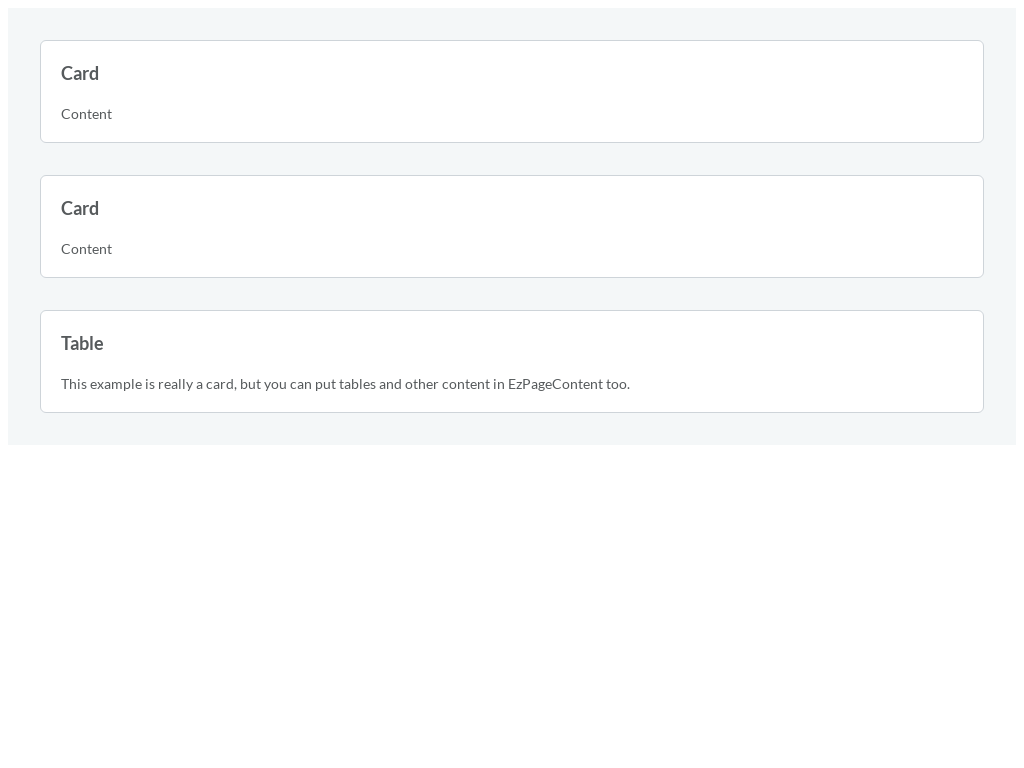 Card
Content
Card
Content
Table
This example is really a card, but you can put tables and other content in EzPageContent too.